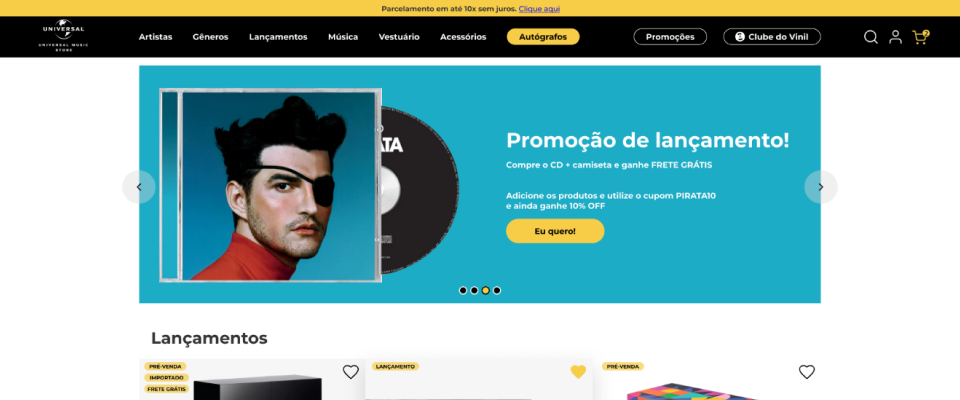 Parcelamento em até 10x sem juros. Clique aqui
UNIVERSAL
UNIVERSAL MUSIC
STORE
Artistas
Gêneros
Lançamentos
Música
Vestuário
Acessórios
Autógrafos
Promoções
Clube do Vinil
2
Promoção de lançamento!
Compre o CD + camiseta e ganhe FRETE GRÁTIS
Adicione os produtos e utilize o cupom PIRATA10
e ainda ganhe 10% OFF
Eu quero!
Lançamentos
PRÉ-VENDA
IMPORTADO
FRETE GRÁTIS
LANÇAMENTO
PRÉ-VENDA